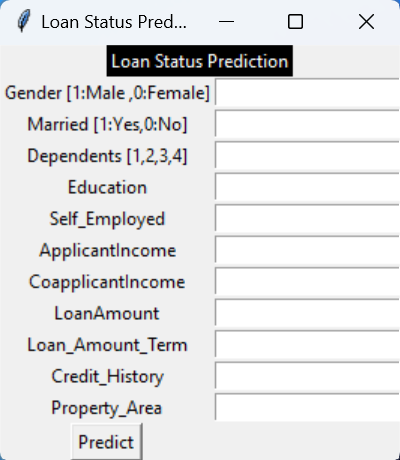 Loan Status Pred...
Loan Status Prediction
Gender [1:Male ,0:Female]
Married [1:Yes,0:No]
Dependents [1,2,3,4]
Education
Self_Employed
ApplicantIncome
CoapplicantIncome
LoanAmount
Loan_Amount_Term
Credit_History
Property_Area
Predict